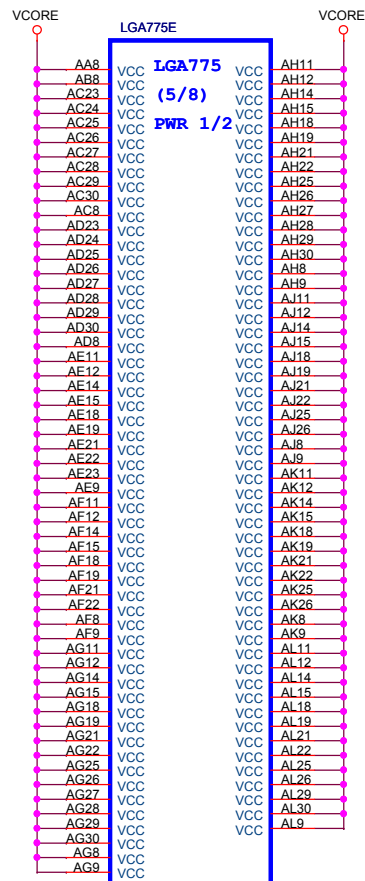 VCORE VCORE
LGA775E
AA8 VCC LGA775 VCC AH11
AB8 VCC VCC AH12
AC23 VCC (5/8) VCC AH14
AC24 VCC VCC AH15
AC25 VCC PWR 1/2 VCC AH18
AC26 VCC VCC AH19
AC27 VCC VCC AH21
AC28 VCC VCC AH22
AC29 VCC VCC AH25
AC30 VCC VCC AH26
AC8 VCC VCC AH27
AD23 VCC VCC AH28
AD24 VCC VCC AH29
AD25 VCC VCC AH30
AD26 VCC VCC AH8
AD27 VCC VCC AH9
AD28 VCC VCC AJ11
AD29 VCC VCC AJ12
AD30 VCC VCC AJ14
AD8 VCC VCC AJ15
AE11 VCC VCC AJ18
AE12 VCC VCC AJ19
AE14 VCC VCC AJ21
AE15 VCC VCC AJ22
AE18 VCC VCC AJ25
AE19 VCC VCC AJ26
AE21 VCC VCC AJ8
AE22 VCC VCC AJ9
AE23 VCC VCC AK11
AE9 VCC VCC AK12
AF11 VCC VCC AK14
AF12 VCC VCC AK15
AF14 VCC VCC AK18
AF15 VCC VCC AK19
AF18 VCC VCC AK21
AF19 VCC VCC AK22
AF21 VCC VCC AK25
AF22 VCC VCC AK26
AF8 VCC VCC AK8
AF9 VCC VCC AK9
AG11 VCC VCC AL11
AG12 VCC VCC AL12
AG14 VCC VCC AL14
AG15 VCC VCC AL15
AG18 VCC VCC AL18
AG19 VCC VCC AL19
AG21 VCC VCC AL21
AG22 VCC VCC AL22
AG25 VCC VCC AL25
AG26 VCC VCC AL26
AG27 VCC VCC AL29
AG28 VCC VCC AL30
AG29 VCC VCC AL9
AG30 VCC
AG8 VCC
AG9 VCC